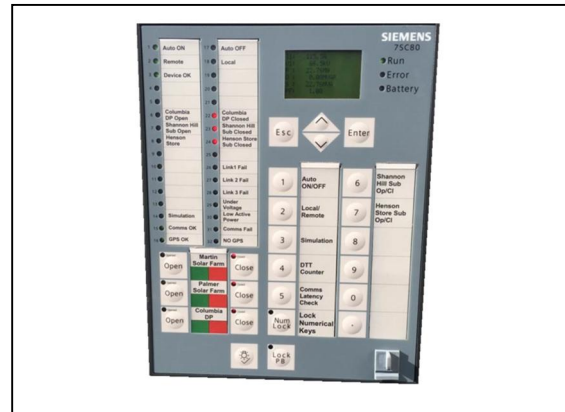 SIEMENS
7SC80
Run
Error
Battery
Auto ON
Remote
Device OK
Columbia
DP Open
Shannon Hill
Sub Open
Henson
Store
Simulation
Comms OK
GPS OK
Auto OFF
Local
Columbia
DP Closed
Shannon Hill
Sub Closed
Henson Store
Sub Closed
Link1 Fail
Link 2 Fail
Link 3 Fail
Under
Voltage
Low Active
Power
Comms Fail
NO GPS
Esc
Enter
1
Auto
ON/OFF
2
Local/
Remote
3
Simulation
4
DTT
Counter
5
Comms
Latency
Check
Num
Lock
Lock
Numerical
Keys
6
Shannon
Hill Sub
Op/Cl
7
Henson
Store Sub
Op/Cl
8
9
0
.
Open
Martin
Solar Farm
Close
Open
Palmer
Solar Farm
Close
Open
Columbia
DP
Close
Lock
PB